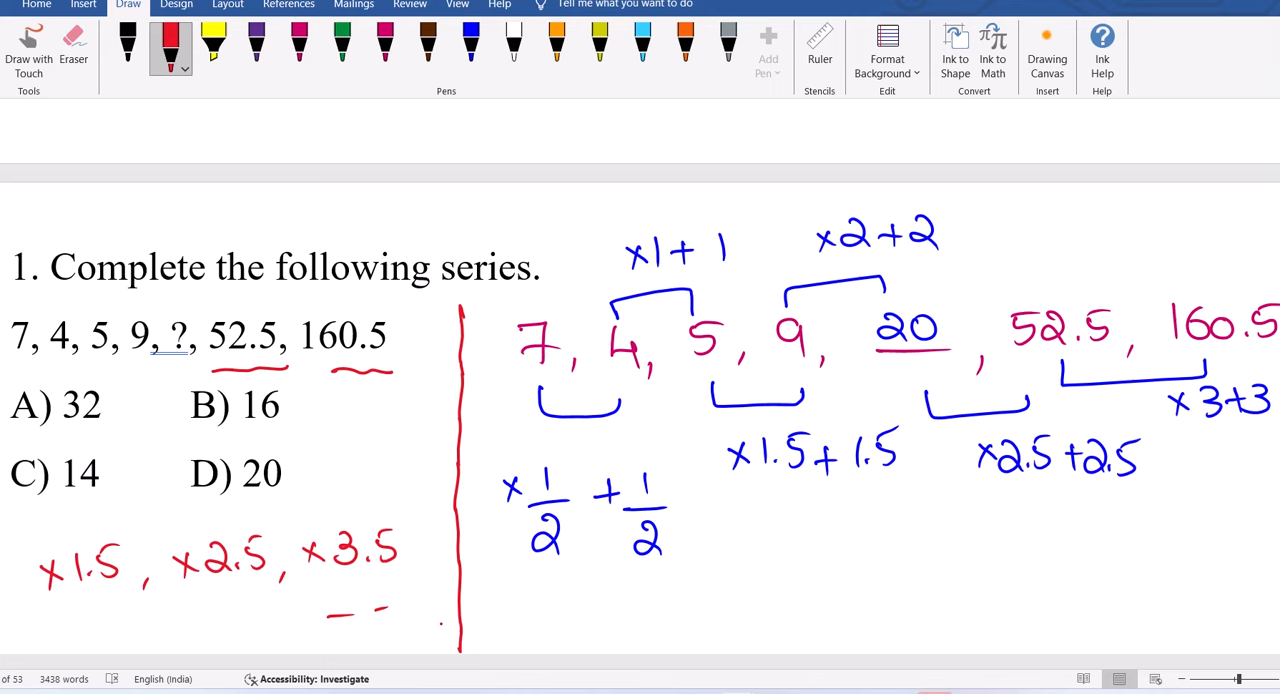 Home Insert Draw Design Layout References Mailings Review View Help Tell me what you want to do
Draw with Touch Eraser Add Pen Ruler Format Background Ink to Shape Ink to Math Drawing Canvas Ink Help
Tools Pens Stencils Edit Convert Insert Help
1. Complete the following series.
7, 4, 5, 9, ?, 52.5, 160.5
A) 32 B) 16
C) 14 D) 20
×1.5, ×2.5, ×3.5
×1+1 ×2+2
7, 4, 5, 9, 20, 52.5, 160.5
×3+3
×1.5+1.5 ×2.5+2.5
×1/2 + 1/2
of 53 3438 words English (India) Accessibility: Investigate